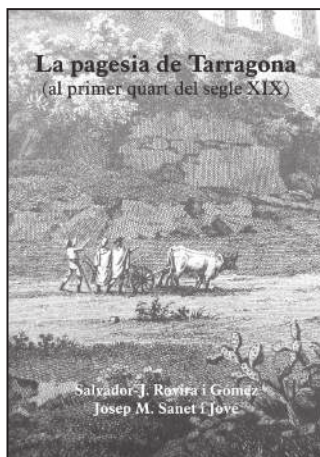 La pagesia de Tarragona
(al primer quart del segle XIX)
Salvador-J. Rovira i Gómez
Josep M. Sanet i Jové